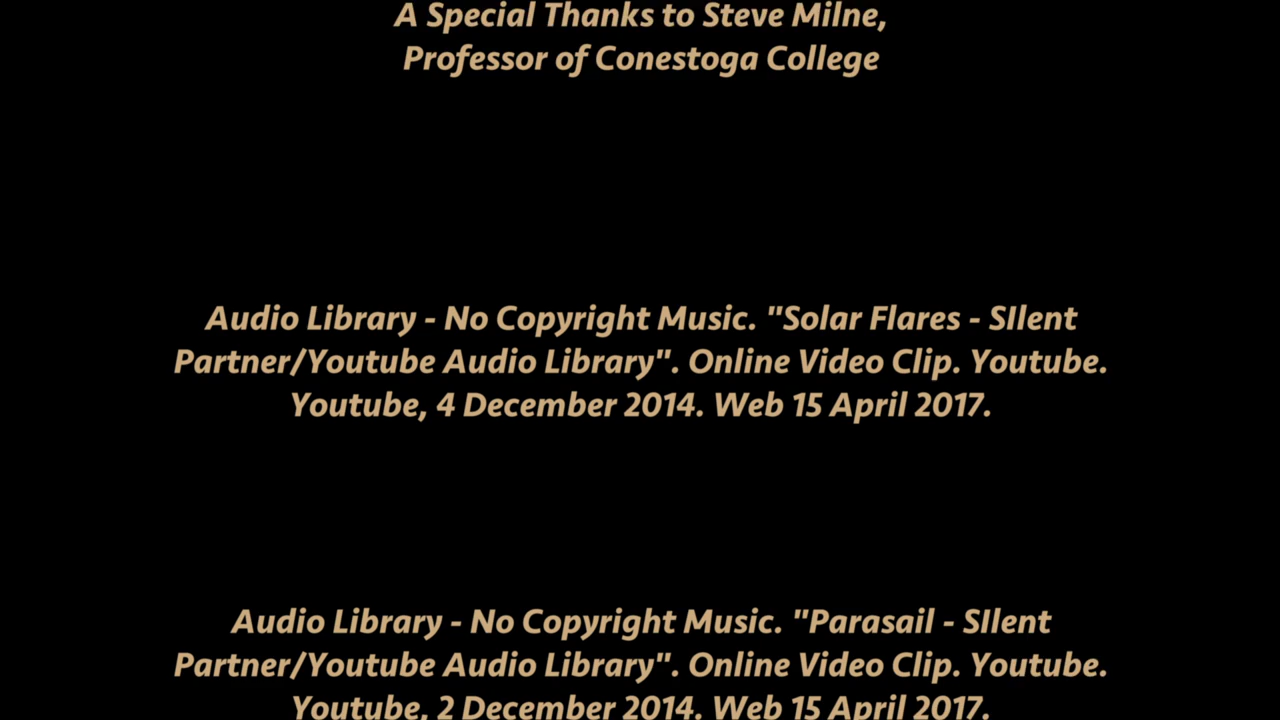 A Special Thanks to Steve Milne,
Professor of Conestoga College
Audio Library - No Copyright Music. "Solar Flares - SIlent
Partner/Youtube Audio Library". Online Video Clip. Youtube.
Youtube, 4 December 2014. Web 15 April 2017.
Audio Library - No Copyright Music. "Parasail - SIlent
Partner/Youtube Audio Library". Online Video Clip. Youtube.
Youtube, 2 December 2014. Web 15 April 2017.